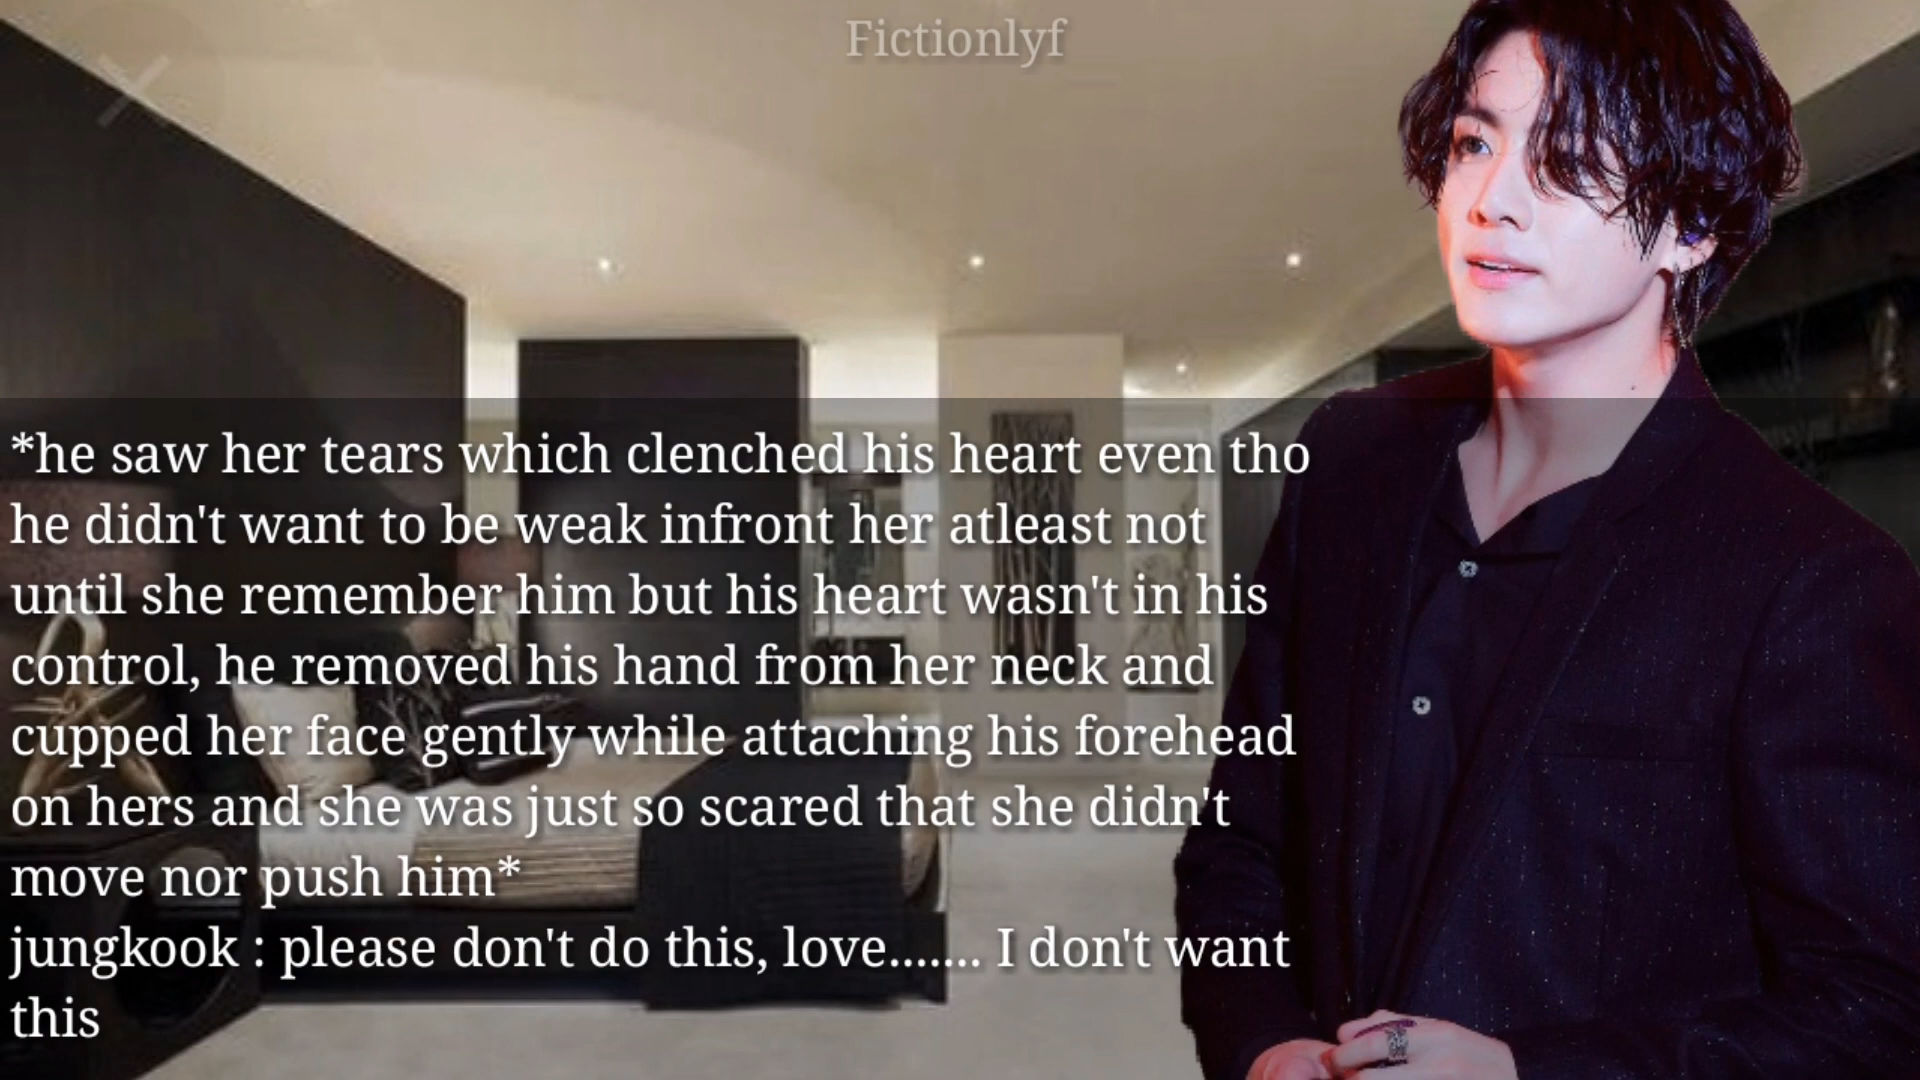 Fictionlyf
*he saw her tears which clenched his heart even tho
he didn't want to be weak infront her atleast not
until she remember him but his heart wasn't in his
control, he removed his hand from her neck and
cupped her face gently while attaching his forehead
on hers and she was just so scared that she didn't
move nor push him*
jungkook : please don't do this, love....... I don't want
this